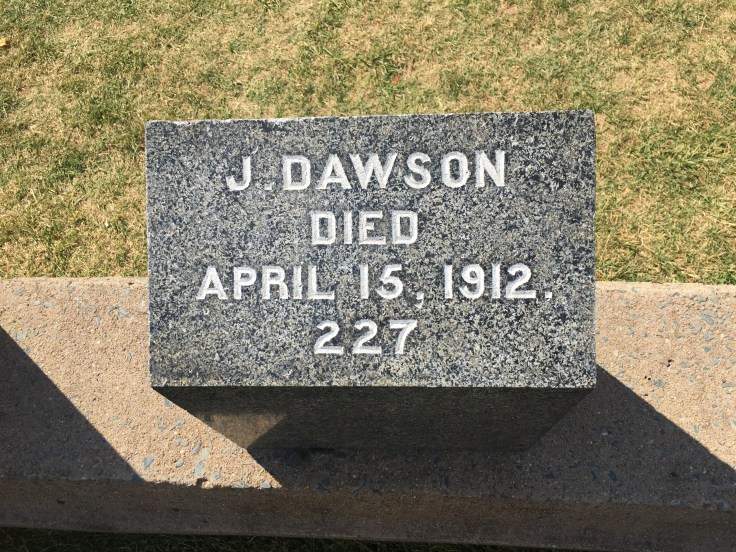 J. DAWSON
DIED
APRIL 15, 1912.
227